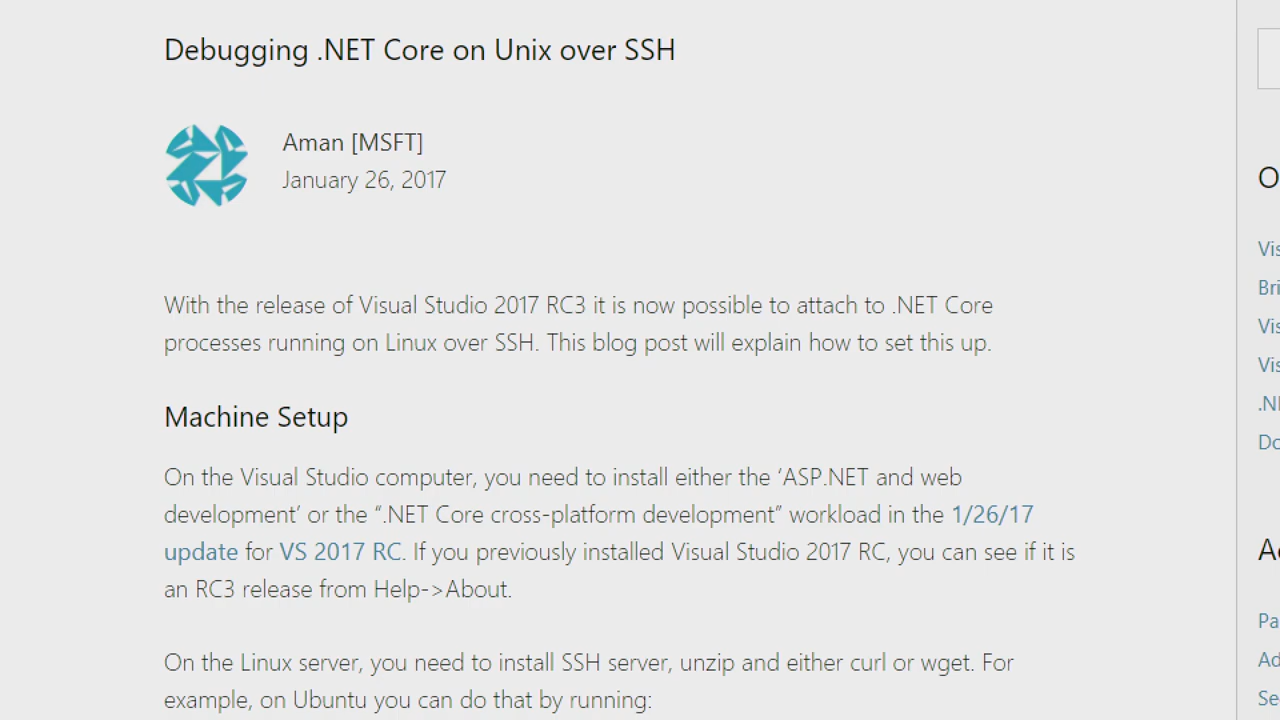 Debugging .NET Core on Unix over SSH
Aman [MSFT]
January 26, 2017
With the release of Visual Studio 2017 RC3 it is now possible to attach to .NET Core
processes running on Linux over SSH. This blog post will explain how to set this up.
Machine Setup
On the Visual Studio computer, you need to install either the ‘ASP.NET and web
development’ or the “.NET Core cross-platform development” workload in the 1/26/17
update for VS 2017 RC. If you previously installed Visual Studio 2017 RC, you can see if it is
an RC3 release from Help->About.
On the Linux server, you need to install SSH server, unzip and either curl or wget. For
example, on Ubuntu you can do that by running: